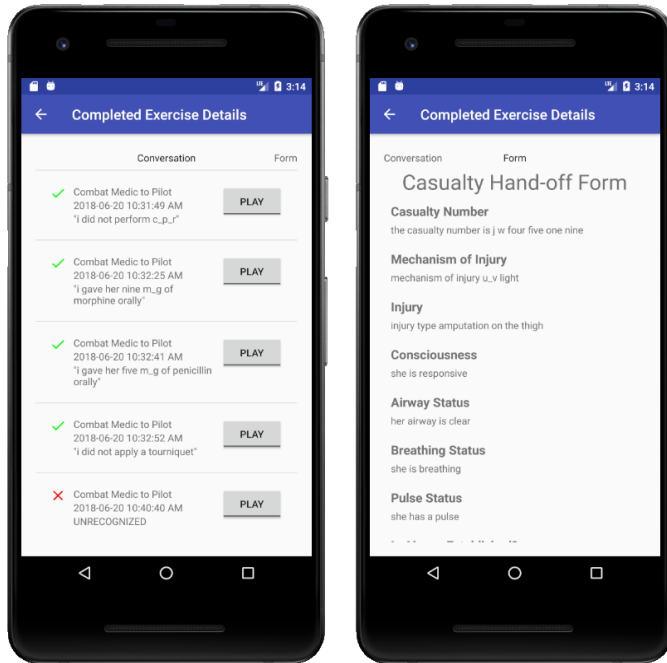 LTE 3:14
Completed Exercise Details
Conversation Form
Combat Medic to Pilot
2018-06-20 10:31:49 AM
"i did not perform c_p_r"
PLAY
Combat Medic to Pilot
2018-06-20 10:32:25 AM
"i gave her nine m_g of
morphine orally"
PLAY
Combat Medic to Pilot
2018-06-20 10:32:41 AM
"i gave her five m_g of penicillin
orally"
PLAY
Combat Medic to Pilot
2018-06-20 10:32:52 AM
"i did not apply a tourniquet"
PLAY
Combat Medic to Pilot
2018-06-20 10:40:40 AM
UNRECOGNIZED
PLAY
LTE 3:14
Completed Exercise Details
Conversation Form
Casualty Hand-off Form
Casualty Number
the casualty number is j w four five one nine
Mechanism of Injury
mechanism of injury u_v light
Injury
injury type amputation on the thigh
Consciousness
she is responsive
Airway Status
her airway is clear
Breathing Status
she is breathing
Pulse Status
she has a pulse